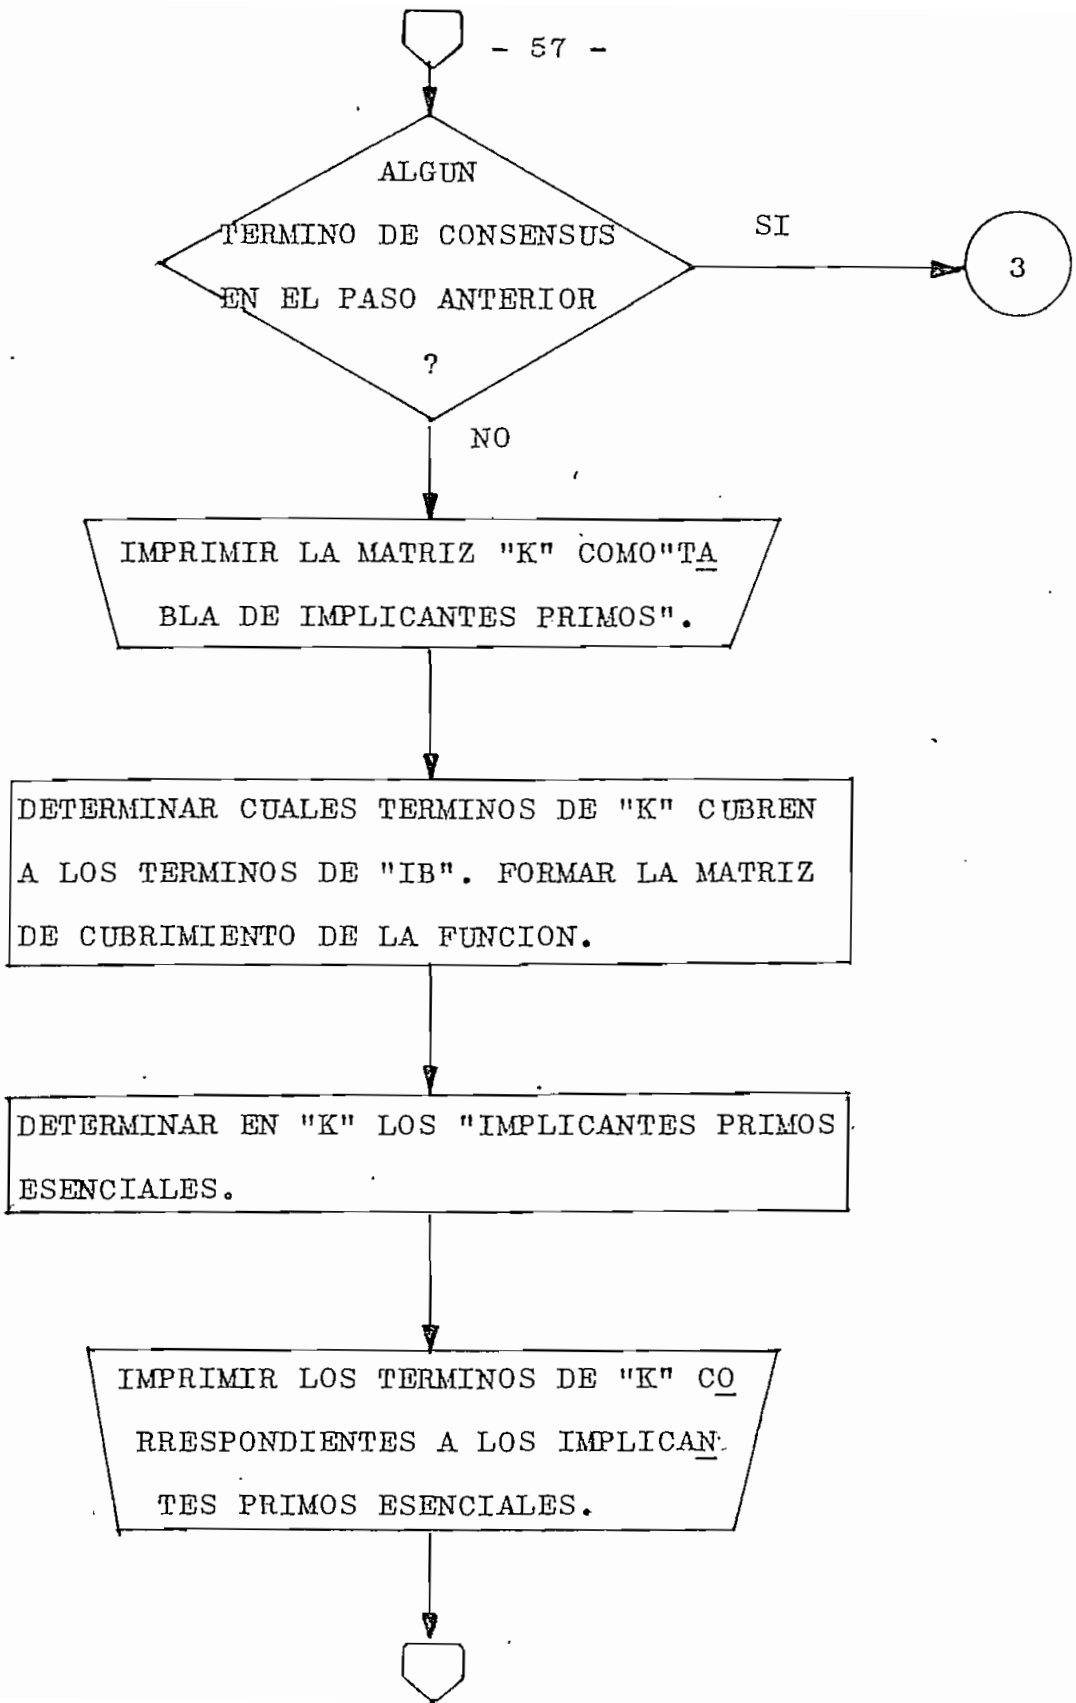 - 57 -
ALGUN
TERMINO DE CONSENSUS
EN EL PASO ANTERIOR
?
SI
3
NO
IMPRIMIR LA MATRIZ "K" COMO"TA
BLA DE IMPLICANTES PRIMOS".
DETERMINAR CUALES TERMINOS DE "K" CUBREN
A LOS TERMINOS DE "IB". FORMAR LA MATRIZ
DE CUBRIMIENTO DE LA FUNCION.
DETERMINAR EN "K" LOS "IMPLICANTES PRIMOS
ESENCIALES.
IMPRIMIR LOS TERMINOS DE "K" CO
RRESPONDIENTES A LOS IMPLICAN
TES PRIMOS ESENCIALES.